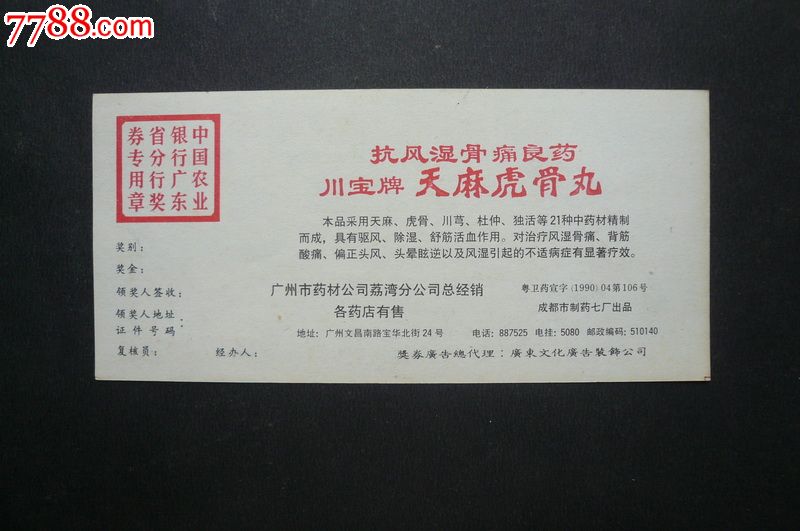 7788.com
中国农业
银行广东
省分行奖
券专用章
抗风湿骨痛良药
川宝牌 天麻虎骨丸
本品采用天麻、虎骨、川芎、杜仲、独活等21种中药材精制
而成，具有驱风、除湿、舒筋活血作用。对治疗风湿骨痛、背筋
酸痛、偏正头风、头晕眩逆以及风湿引起的不适病症有显著疗效。
广州市药材公司荔湾分公司总经销
各药店有售
粤卫药宣字（1990）04第106号
成都市制药七厂出品
地址：广州文昌南路宝华北街24号 电话：887525 电挂：5080 邮政编码：510140
奖别：
奖金：
领奖人签收：
领奖人地址：
证件号码：
复核员： 经办人：
獎券廣告總代理：廣東文化廣告裝飾公司